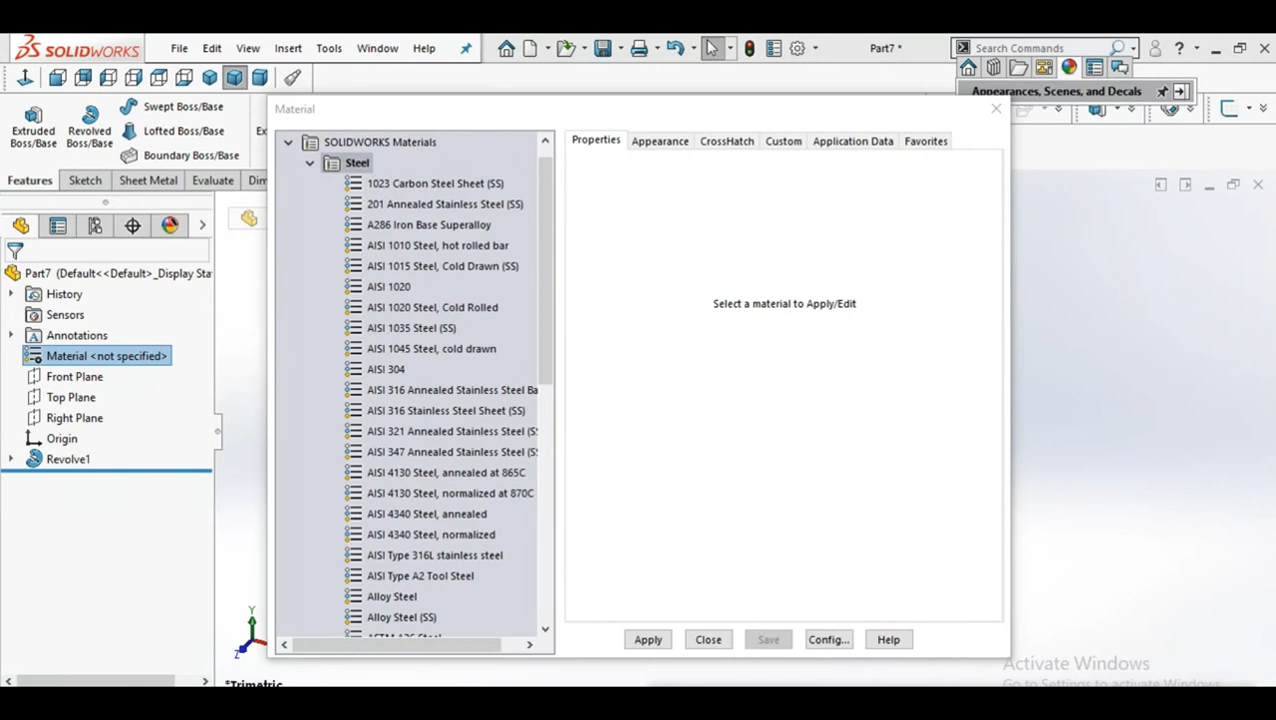 SOLIDWORKS File Edit View Insert Tools Window Help Part7 * Search Commands
Appearances, Scenes, and Decals
Extruded Boss/Base
Revolved Boss/Base
Swept Boss/Base
Lofted Boss/Base
Boundary Boss/Base
Features Sketch Sheet Metal Evaluate
Part7 (Default<<Default>_Display Sta
History
Sensors
Annotations
Material <not specified>
Front Plane
Top Plane
Right Plane
Origin
Revolve1
Material
SOLIDWORKS Materials
Steel
1023 Carbon Steel Sheet (SS)
201 Annealed Stainless Steel (SS)
A286 Iron Base Superalloy
AISI 1010 Steel, hot rolled bar
AISI 1015 Steel, Cold Drawn (SS)
AISI 1020
AISI 1020 Steel, Cold Rolled
AISI 1035 Steel (SS)
AISI 1045 Steel, cold drawn
AISI 304
AISI 316 Annealed Stainless Steel Ba
AISI 316 Stainless Steel Sheet (SS)
AISI 321 Annealed Stainless Steel (S
AISI 347 Annealed Stainless Steel (S
AISI 4130 Steel, annealed at 865C
AISI 4130 Steel, normalized at 870C
AISI 4340 Steel, annealed
AISI 4340 Steel, normalized
AISI Type 316L stainless steel
AISI Type A2 Tool Steel
Alloy Steel
Alloy Steel (SS)
Properties Appearance CrossHatch Custom Application Data Favorites
Select a material to Apply/Edit
Apply Close Save Config... Help
Y
Z
*Trimetric
Activate Windows
Go to Settings to activate Windows.